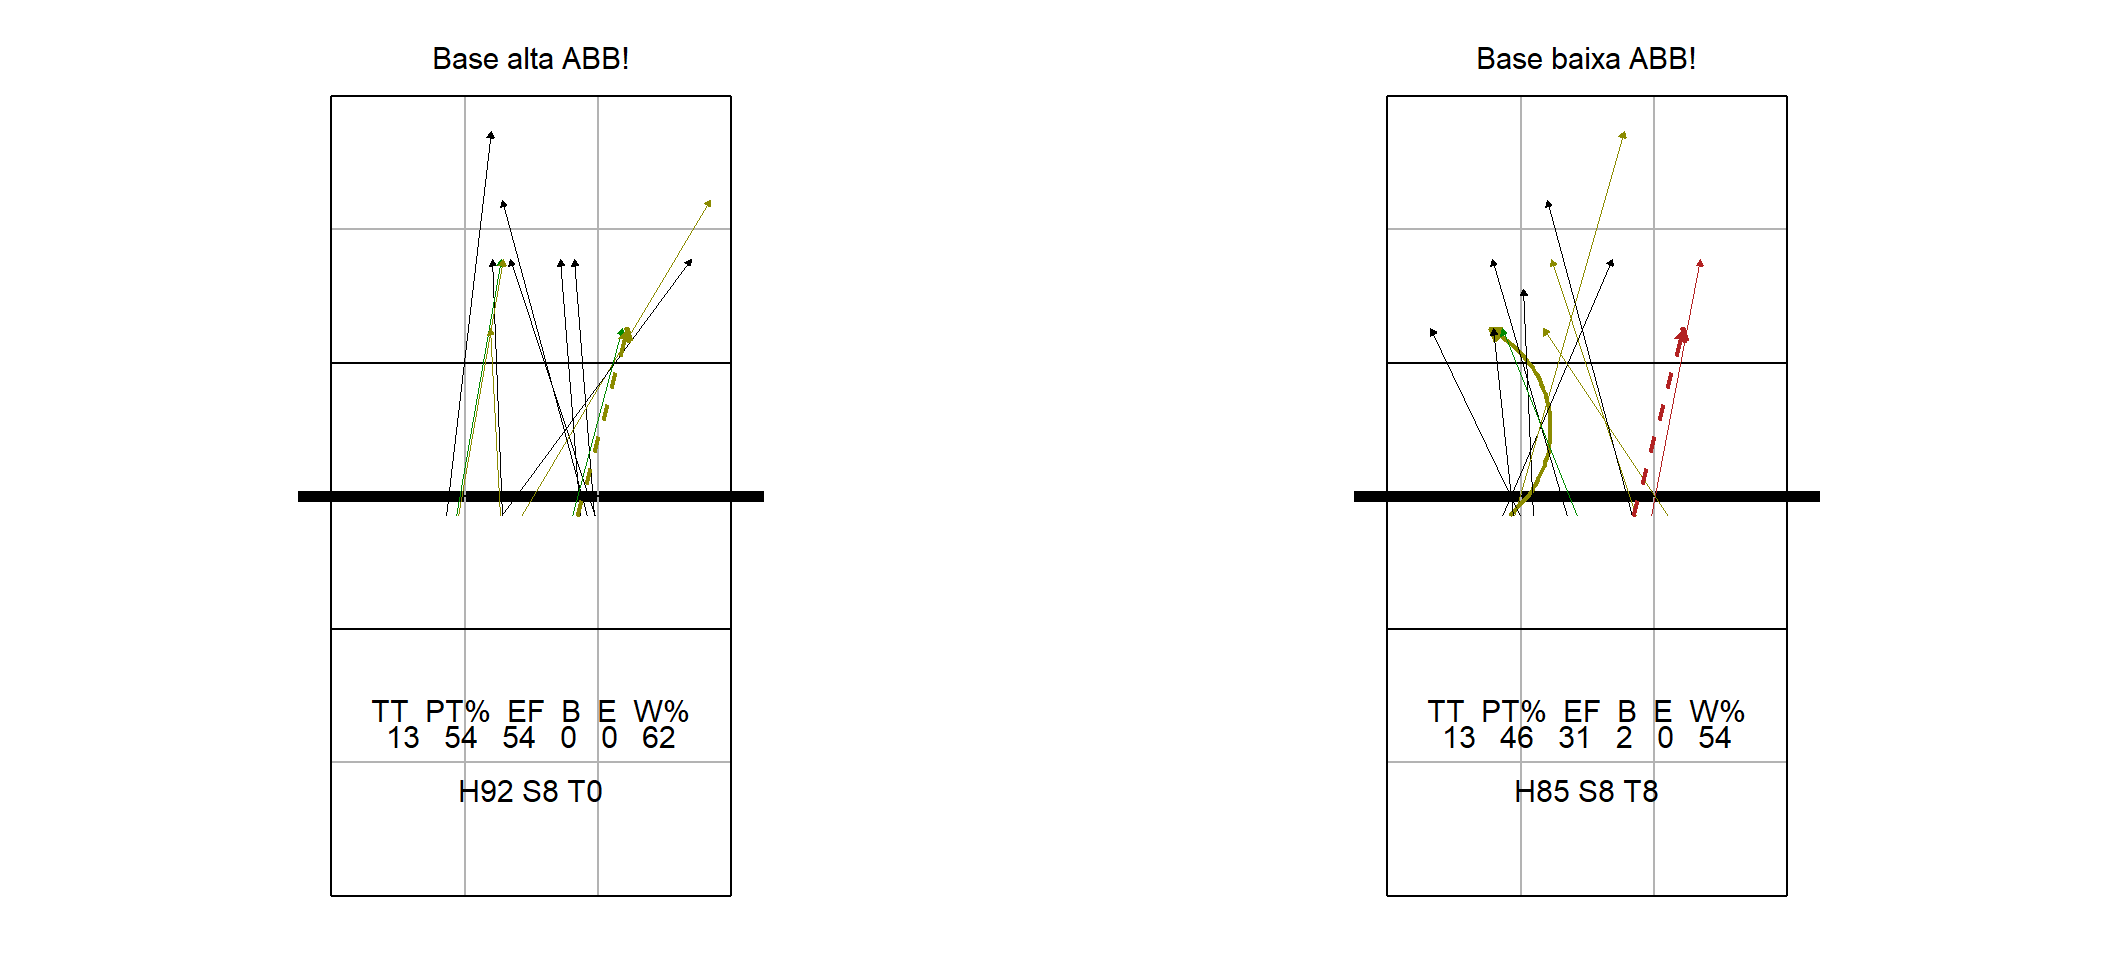 Base alta ABB!
TT PT% EF B E W%
13 54 54 0 0 62
H92 S8 T0
Base baixa ABB!
TT PT% EF B E W%
13 46 31 2 0 54
H85 S8 T8